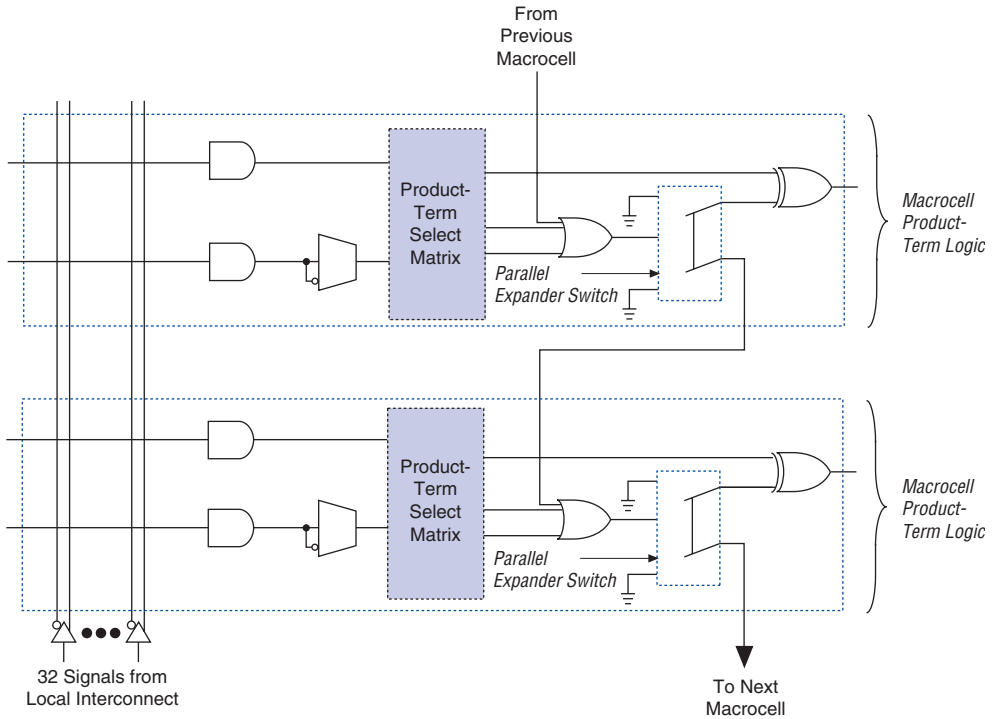 From
Previous
Macrocell
Product-
Term
Select
Matrix
Parallel
Expander Switch
Macrocell
Product-
Term Logic
Product-
Term
Select
Matrix
Parallel
Expander Switch
Macrocell
Product-
Term Logic
32 Signals from
Local Interconnect
To Next
Macrocell